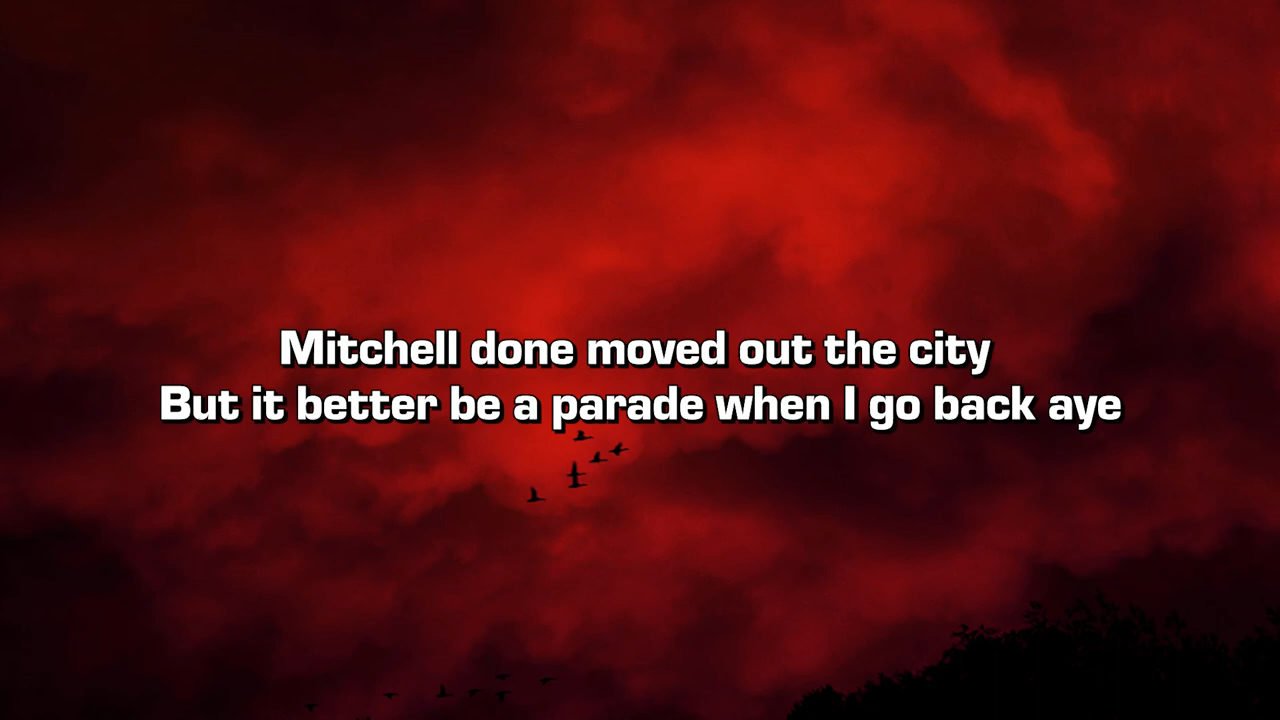 Mitchell done moved out the city
But it better be a parade when I go back aye